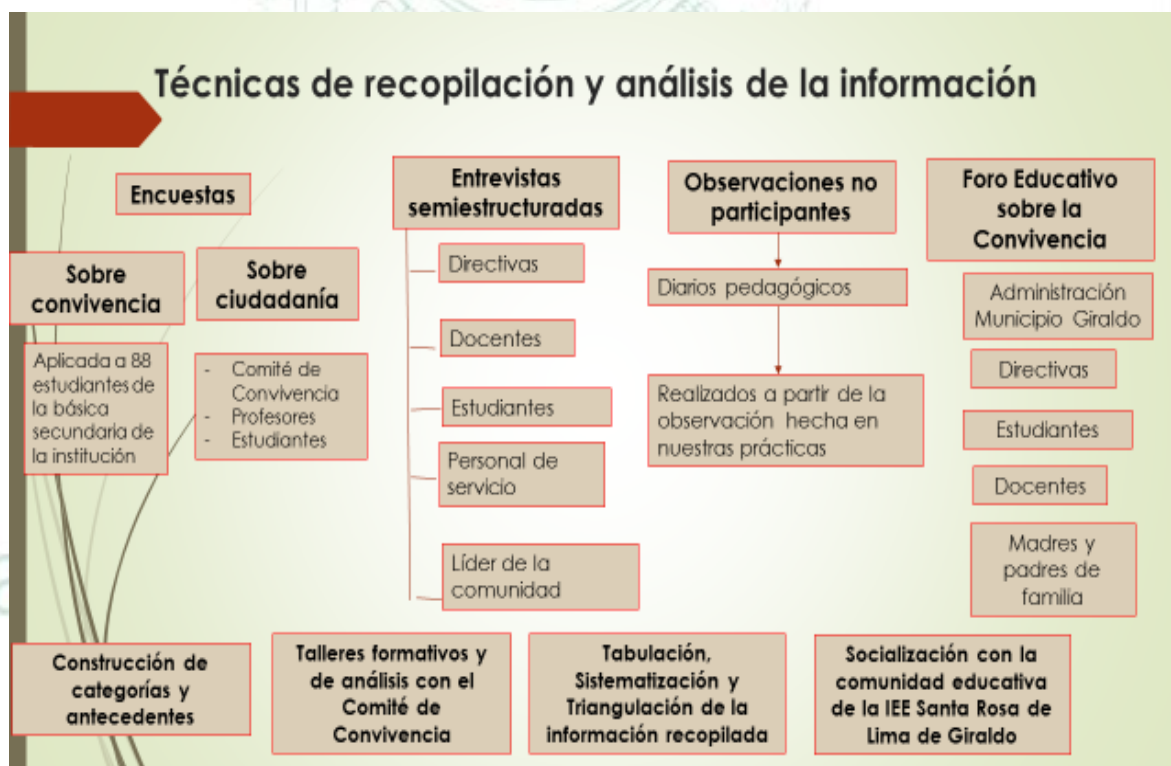 Técnicas de recopilación y análisis de la información
Encuestas
Sobre
convivencia
Aplicada a 88
estudiantes de
la básica
secundaria de
la institución
Sobre
ciudadanía
- Comité de
Convivencia
- Profesores
- Estudiantes
Entrevistas
semiestructuradas
Directivas
Docentes
Estudiantes
Personal de
servicio
Líder de la
comunidad
Observaciones no
participantes
Diarios pedagógicos
Realizados a partir de la
observación hecha en
nuestras prácticas
Foro Educativo
sobre la
Convivencia
Administración
Municipio Giraldo
Directivas
Estudiantes
Docentes
Madres y
padres de
familia
Construcción de
categorías y
antecedentes
Talleres formativos y
de análisis con el
Comité de
Convivencia
Tabulación,
Sistematización y
Triangulación de la
información recopilada
Socialización con la
comunidad educativa
de la IEE Santa Rosa de
Lima de Giraldo